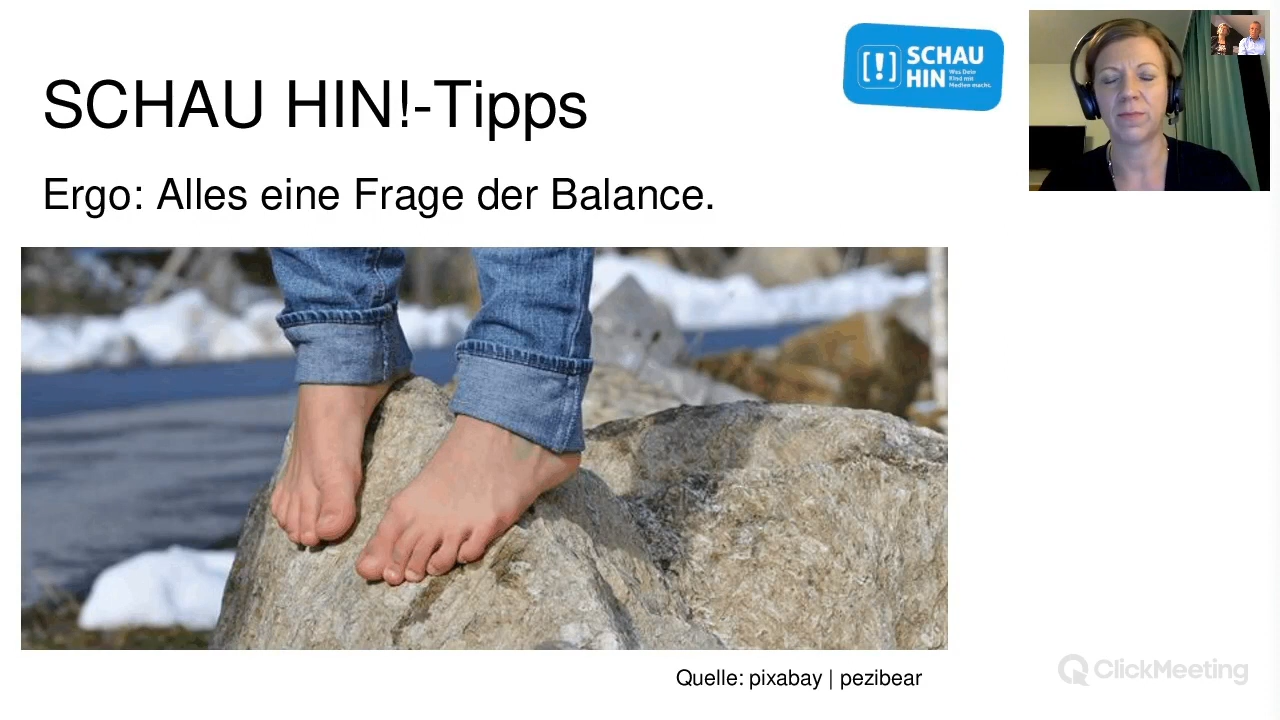 SCHAU HIN!-Tipps
Ergo: Alles eine Frage der Balance.
[!] SCHAU
HIN
Was Dein
Kind mit
Medien macht.
Quelle: pixabay | pezibear
ClickMeeting